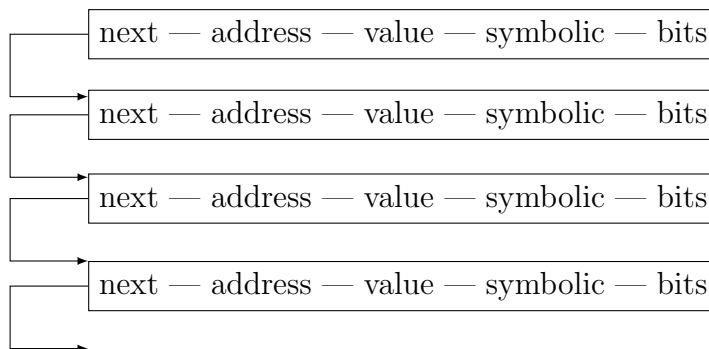 next — address — value — symbolic — bits
next — address — value — symbolic — bits
next — address — value — symbolic — bits
next — address — value — symbolic — bits